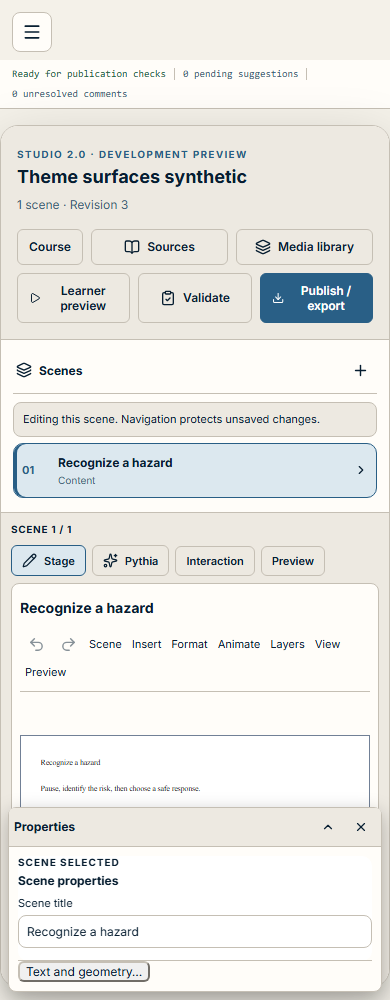 Ready for publication checks | 0 pending suggestions |
0 unresolved comments
STUDIO 2.0 · DEVELOPMENT PREVIEW
Theme surfaces synthetic
1 scene · Revision 3
Course
Sources
Media library
Learner
preview
Validate
Publish /
export
Scenes
Editing this scene. Navigation protects unsaved changes.
01
Recognize a hazard
Content
SCENE 1 / 1
Stage
Pythia
Interaction
Preview
Recognize a hazard
Scene Insert Format Animate Layers View
Preview
Recognize a hazard
Pause, identify the risk, then choose a safe response.
Properties
SCENE SELECTED
Scene properties
Scene title
Recognize a hazard
Text and geometry...